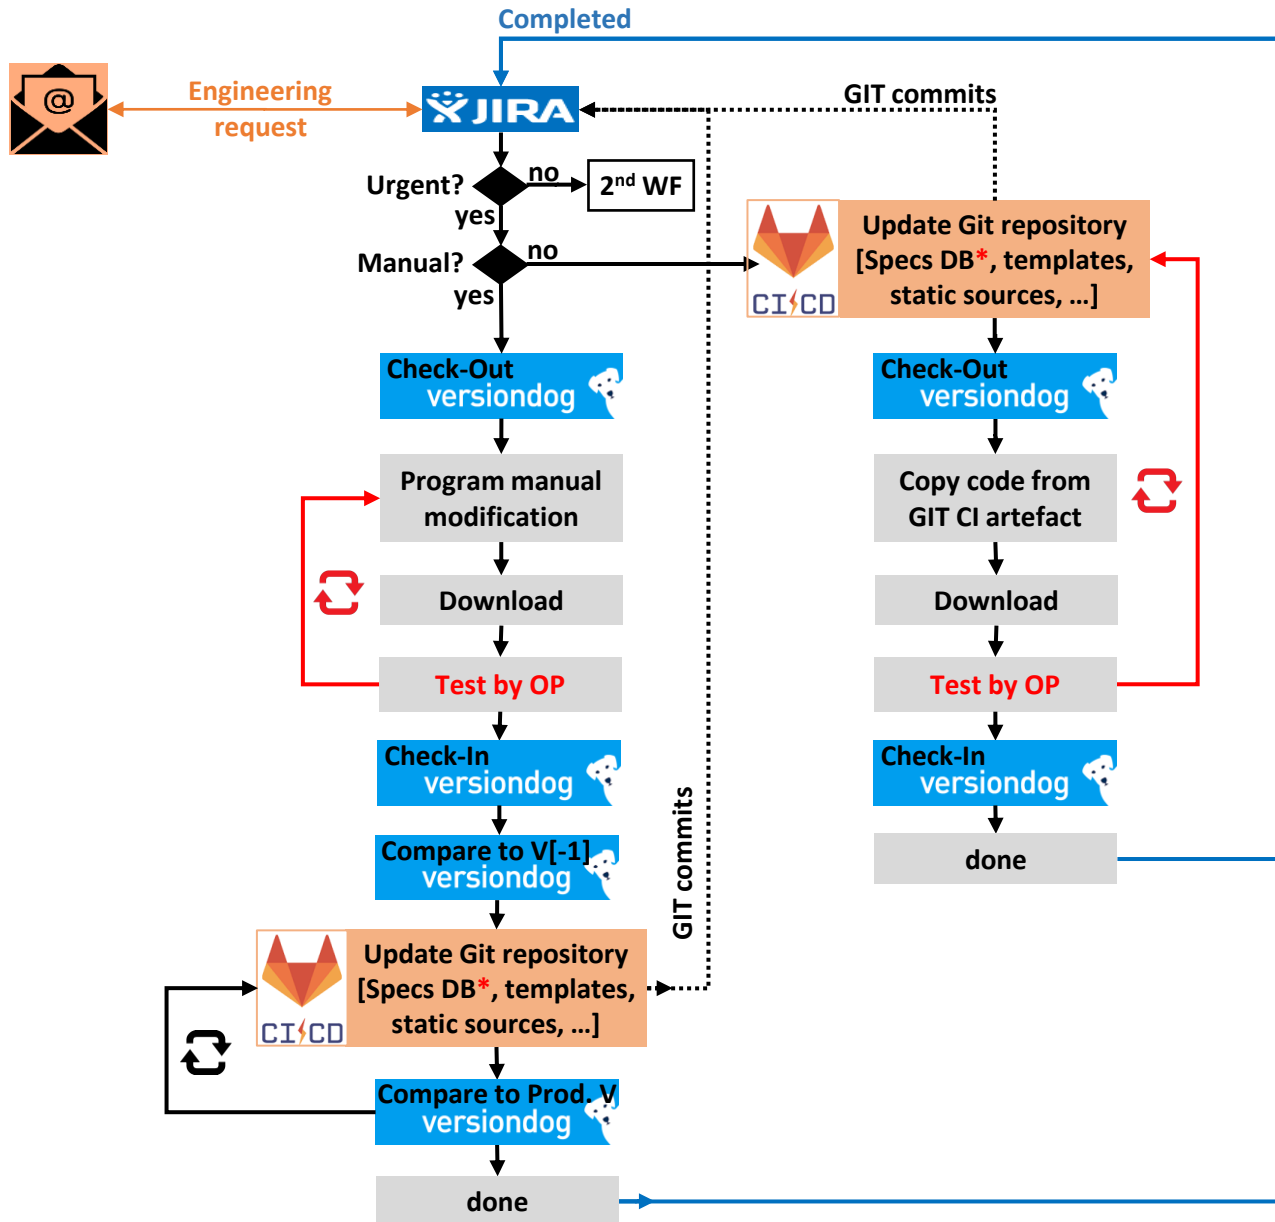 Completed
@
Engineering
request
JIRA
GIT commits
Urgent?
no
2nd WF
yes
Manual?
no
yes
CI CD
Update Git repository
[Specs DB*, templates,
static sources, ...]
Check-Out
versiondog
Program manual
modification
Download
Test by OP
Check-In
versiondog
Compare to V[-1]
versiondog
GIT commits
CI CD
Update Git repository
[Specs DB*, templates,
static sources, ...]
Compare to Prod. V
versiondog
done
Check-Out
versiondog
Copy code from
GIT CI artefact
Download
Test by OP
Check-In
versiondog
done